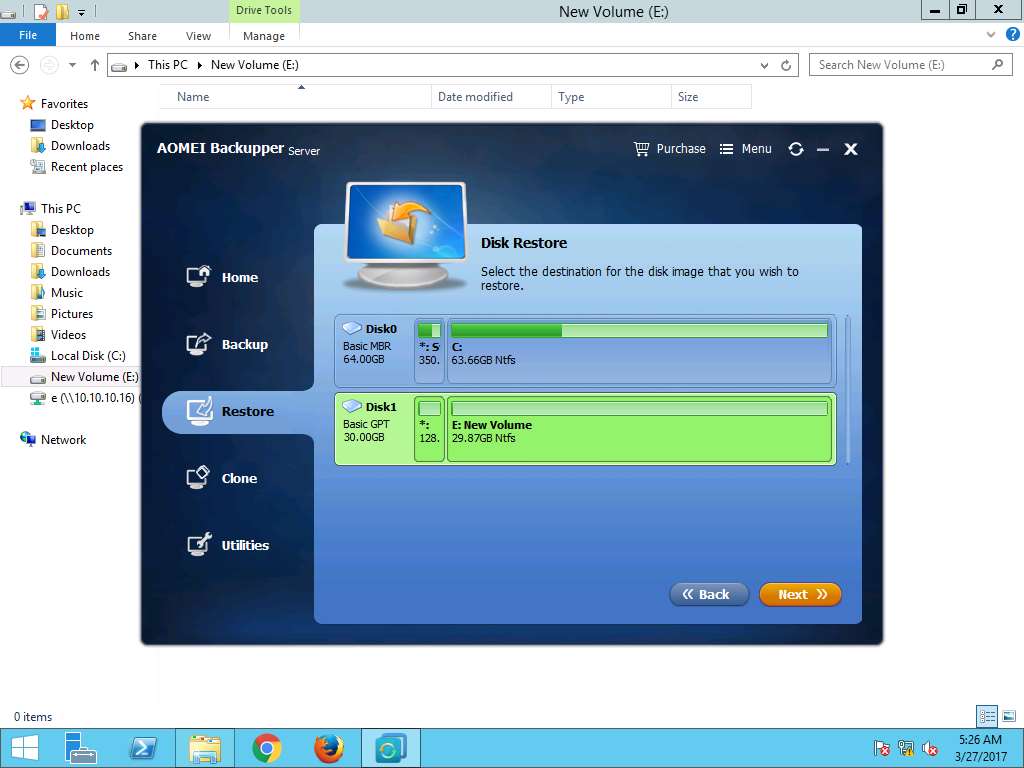 Drive Tools
New Volume (E:)
File Home Share View Manage
This PC New Volume (E:)
Search New Volume (E:)
Name Date modified Type Size
Favorites
Desktop
Downloads
Recent places
This PC
Desktop
Documents
Downloads
Music
Pictures
Videos
Local Disk (C:)
New Volume (E:)
e (\\10.10.10.16) (
Network
AOMEI Backupper Server
Purchase Menu
Home
Backup
Restore
Clone
Utilities
Disk Restore
Select the destination for the disk image that you wish to
restore.
Disk0
Basic MBR
64.00GB
*: S
350.
C:
63.66GB Ntfs
Disk1
Basic GPT
30.00GB
*:
128.
E: New Volume
29.87GB Ntfs
Back Next
0 items
5:26 AM
3/27/2017